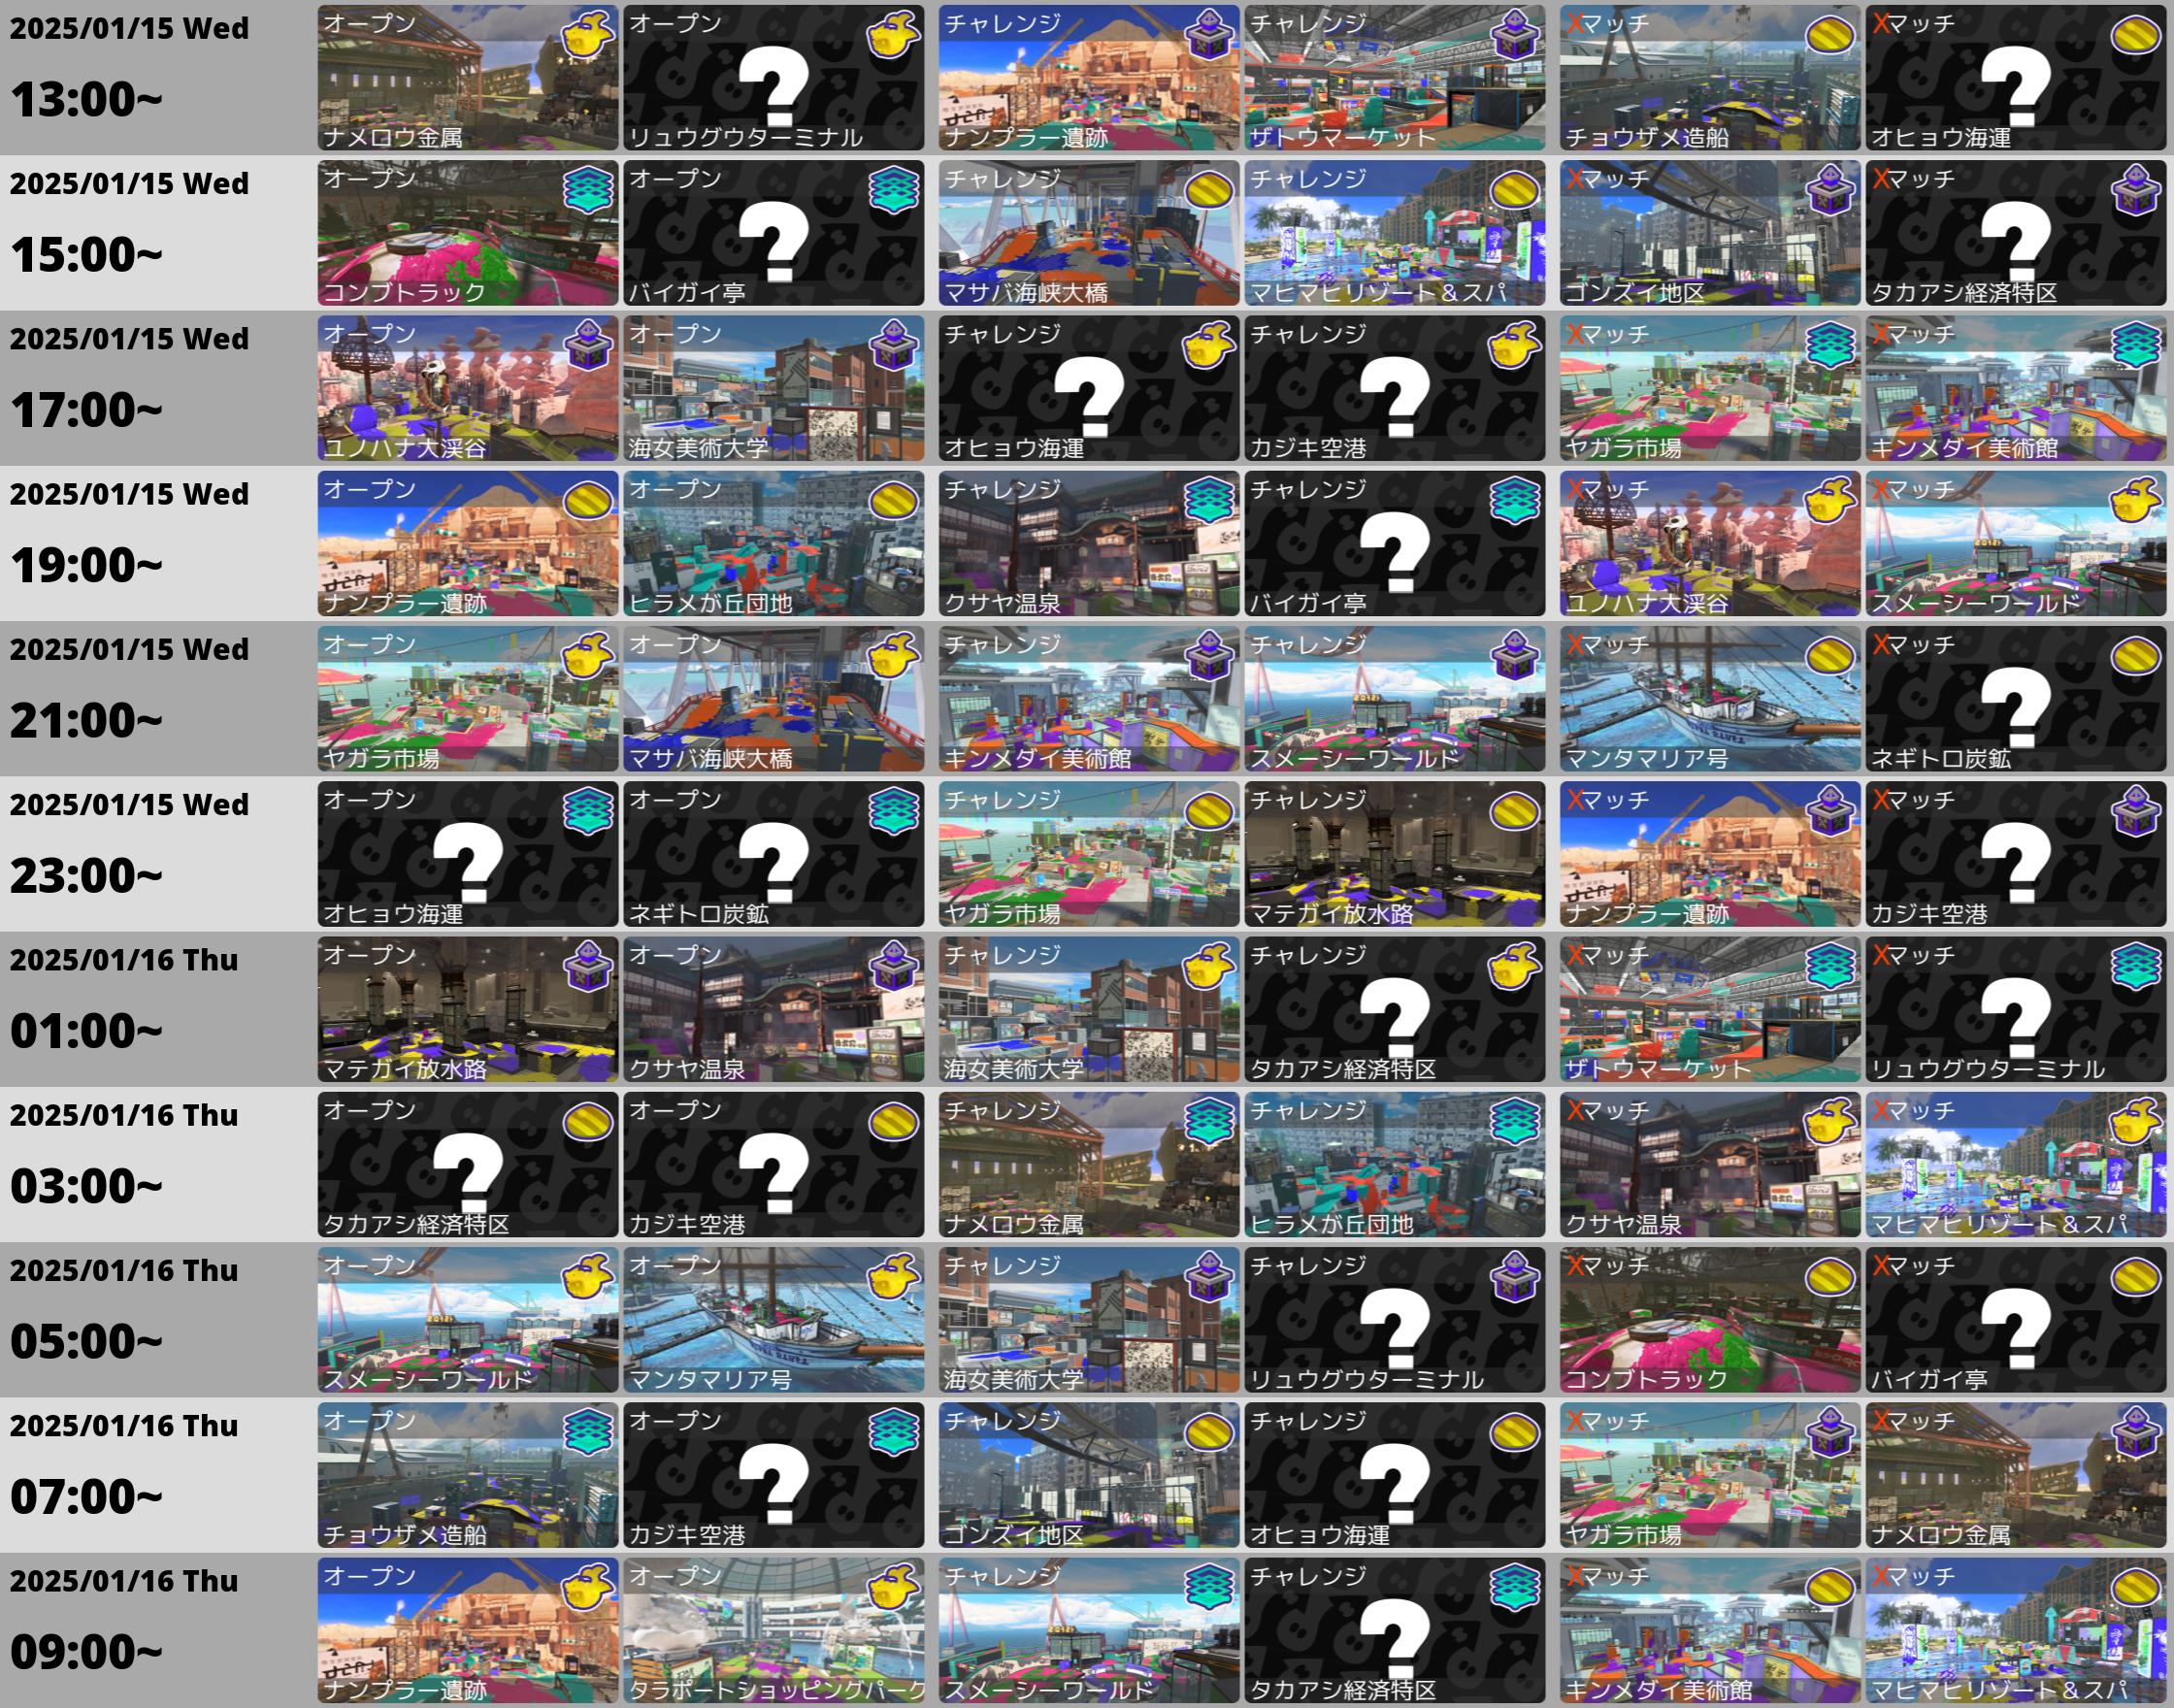 2025/01/15 Wed
13:00~
オープン オープン チャレンジ チャレンジ Xマッチ Xマッチ
ナメロウ金属 リュウグウターミナル ナンプラー遺跡 ザトウマーケット チョウザメ造船 オヒョウ海運
2025/01/15 Wed
15:00~
オープン オープン チャレンジ チャレンジ Xマッチ Xマッチ
コンブトラック バイガイ亭 マサバ海峡大橋 マヒマヒリゾート&スパ ゴンズイ地区 タカアシ経済特区
2025/01/15 Wed
17:00~
オープン オープン チャレンジ チャレンジ Xマッチ Xマッチ
ユノハナ大渓谷 海女美術大学 オヒョウ海運 カジキ空港 ヤガラ市場 キンメダイ美術館
2025/01/15 Wed
19:00~
オープン オープン チャレンジ チャレンジ Xマッチ Xマッチ
ナンプラー遺跡 ヒラメが丘団地 クサヤ温泉 バイガイ亭 ユノハナ大渓谷 スメーシーワールド
2025/01/15 Wed
21:00~
オープン オープン チャレンジ チャレンジ Xマッチ Xマッチ
ヤガラ市場 マサバ海峡大橋 キンメダイ美術館 スメーシーワールド マンタマリア号 ネギトロ炭鉱
2025/01/15 Wed
23:00~
オープン オープン チャレンジ チャレンジ Xマッチ Xマッチ
オヒョウ海運 ネギトロ炭鉱 ヤガラ市場 マテガイ放水路 ナンプラー遺跡 カジキ空港
2025/01/16 Thu
01:00~
オープン オープン チャレンジ チャレンジ Xマッチ Xマッチ
マテガイ放水路 クサヤ温泉 海女美術大学 タカアシ経済特区 ザトウマーケット リュウグウターミナル
2025/01/16 Thu
03:00~
オープン オープン チャレンジ チャレンジ Xマッチ Xマッチ
タカアシ経済特区 カジキ空港 ナメロウ金属 ヒラメが丘団地 クサヤ温泉 マヒマヒリゾート&スパ
2025/01/16 Thu
05:00~
オープン オープン チャレンジ チャレンジ Xマッチ Xマッチ
スメーシーワールド マンタマリア号 海女美術大学 リュウグウターミナル コンブトラック バイガイ亭
2025/01/16 Thu
07:00~
オープン オープン チャレンジ チャレンジ Xマッチ Xマッチ
チョウザメ造船 カジキ空港 ゴンズイ地区 オヒョウ海運 ヤガラ市場 ナメロウ金属
2025/01/16 Thu
09:00~
オープン オープン チャレンジ チャレンジ Xマッチ Xマッチ
ナンプラー遺跡 タラポートショッピングパーク スメーシーワールド タカアシ経済特区 キンメダイ美術館 マヒマヒリゾート&スパ